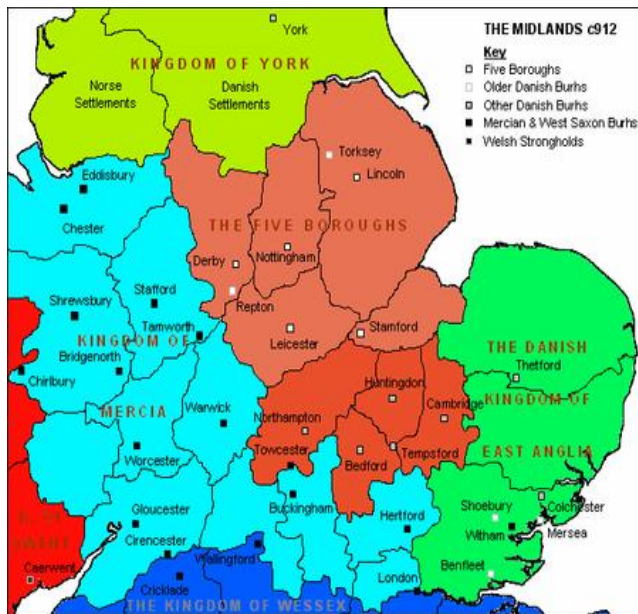 THE MIDLANDS c912
Key
Five Boroughs
Older Danish Burhs
Other Danish Burhs
Mercian & West Saxon Burhs
Welsh Strongholds
York
KINGDOM OF YORK
Norse
Settlements
Danish
Settlements
Torksey
Lincoln
Eddisbury
Chester
THE FIVE BOROUGHS
Derby
Nottingham
Repton
Stafford
Shrewsbury
KINGDOM OF
Tamworth
Leicester
Stamford
Bridgenorth
Chirlbury
THE DANISH
Thetford
Huntingdon
MERCIA
Warwick
Northampton
Cambridge
KINGDOM OF
Worcester
Towcester
Bedford
Tempsford
EAST ANGLIA
Gloucester
Buckingham
Hertford
Shoebury
Colchester
Witham
Mersea
Cirencester
Wallingford
Caerwent
Cricklade
London
Benfleet
THE KINGDOM OF WESSEX